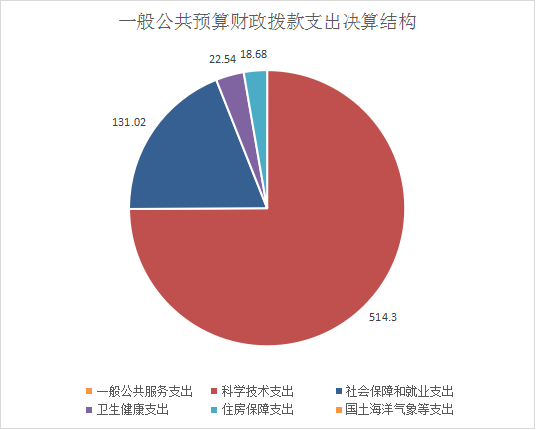 一般公共预算财政拨款支出决算结构
22.54
18.68
131.02
514.3
一般公共服务支出 科学技术支出 社会保障和就业支出
卫生健康支出 住房保障支出 国土海洋气象等支出